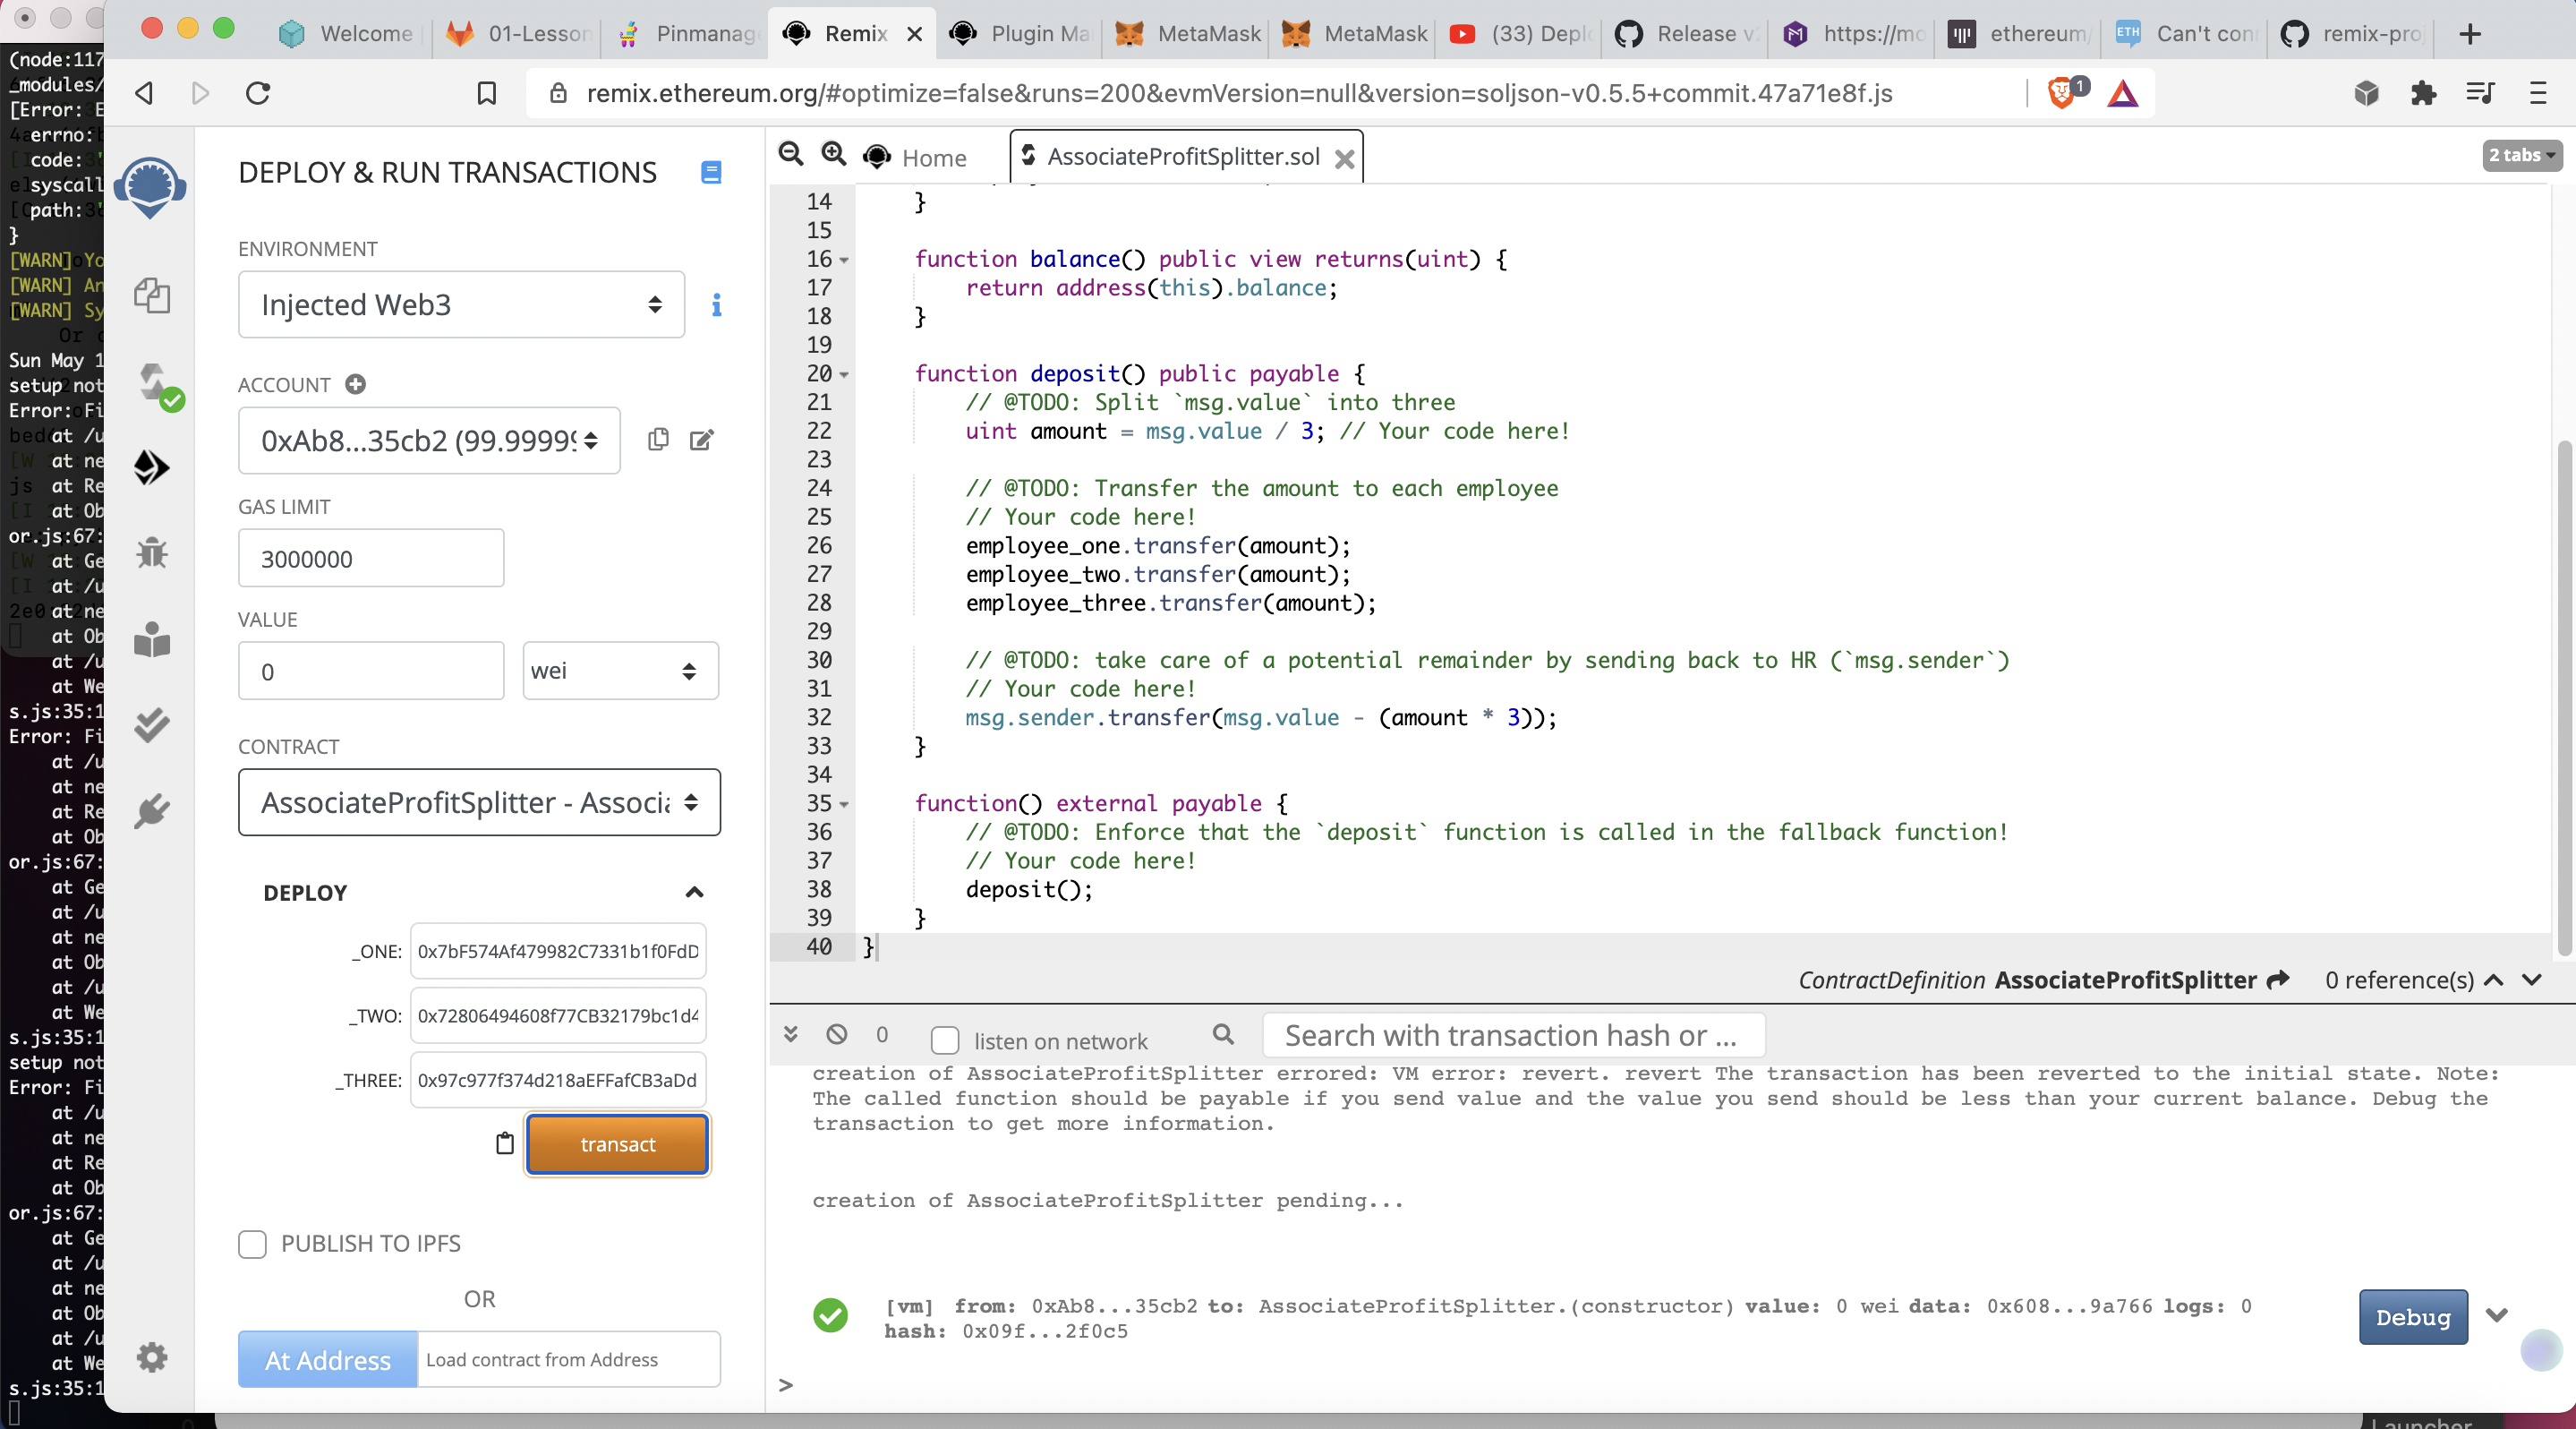 Welcome
01-Lesson
Pinmanag
Remix
Plugin Ma
MetaMask
MetaMask
(33) Depl
Release v
https://mo
ethereum/
Can't con
remix-pro
remix.ethereum.org/#optimize=false&runs=200&evmVersion=null&version=soljson-v0.5.5+commit.47a71e8f.js
1
(node:117
_modules/
[Error: E
errno:
code: '
syscall
path: '
}
[WARN] Yo
[WARN] An
[WARN] Sy
Sun May 1
setup not
Error: Fi
at /u
at ne
at Re
at Ob
or.js:67:
at Ge
at /u
at ne
at Ob
at /u
at We
s.js:35:1
Error: Fi
at /u
at ne
at Re
at Ob
or.js:67:
at Ge
at /u
at ne
at Ob
at /u
at We
s.js:35:1
setup not
Error: Fi
at /u
at ne
at Re
at Ob
or.js:67:
at Ge
at /u
at ne
at Ob
at /u
at We
s.js:35:1
DEPLOY & RUN TRANSACTIONS
ENVIRONMENT
Injected Web3
ACCOUNT
0xAb8...35cb2 (99.9999
GAS LIMIT
3000000
VALUE
0
wei
CONTRACT
AssociateProfitSplitter - Associa
DEPLOY
_ONE: 0x7bF574Af479982C7331b1f0FdD
_TWO: 0x72806494608f77CB32179bc1d4
_THREE: 0x97c977f374d218aEFFafCB3aDd
transact
PUBLISH TO IPFS
OR
At Address
Load contract from Address
Home
AssociateProfitSplitter.sol
2 tabs
14 }
15
16 function balance() public view returns(uint) {
17 return address(this).balance;
18 }
19
20 function deposit() public payable {
21 // @TODO: Split `msg.value` into three
22 uint amount = msg.value / 3; // Your code here!
23
24 // @TODO: Transfer the amount to each employee
25 // Your code here!
26 employee_one.transfer(amount);
27 employee_two.transfer(amount);
28 employee_three.transfer(amount);
29
30 // @TODO: take care of a potential remainder by sending back to HR (`msg.sender`)
31 // Your code here!
32 msg.sender.transfer(msg.value - (amount * 3));
33 }
34
35 function() external payable {
36 // @TODO: Enforce that the `deposit` function is called in the fallback function!
37 // Your code here!
38 deposit();
39 }
40 }
ContractDefinition AssociateProfitSplitter 0 reference(s)
0
listen on network
Search with transaction hash or ...
creation of AssociateProfitSplitter errored: VM error: revert. revert The transaction has been reverted to the initial state. Note:
The called function should be payable if you send value and the value you send should be less than your current balance. Debug the
transaction to get more information.
creation of AssociateProfitSplitter pending...
[vm] from: 0xAb8...35cb2 to: AssociateProfitSplitter.(constructor) value: 0 wei data: 0x608...9a766 logs: 0
hash: 0x09f...2f0c5
Debug
>
Launcher